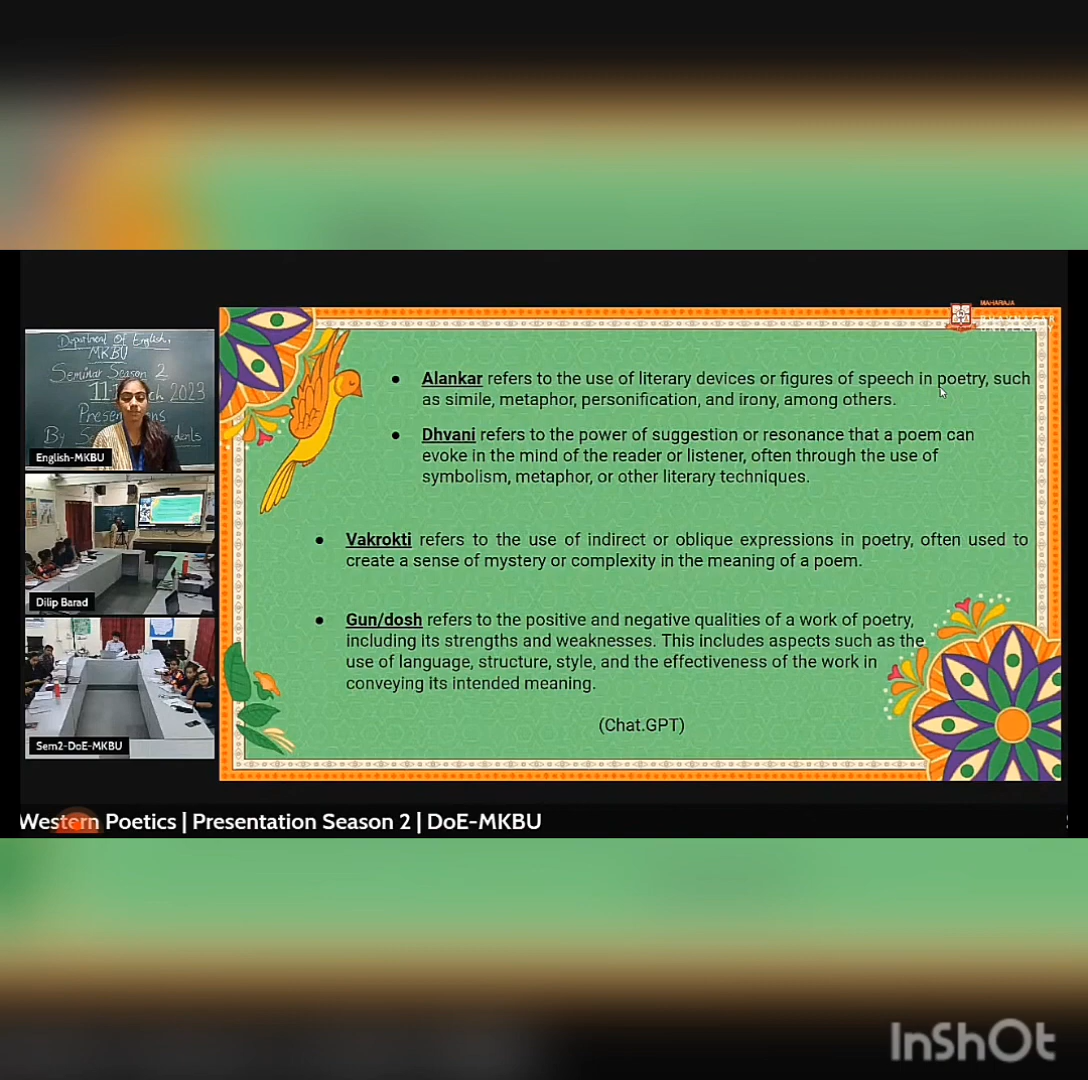 MAHARAJA
BHAVNAGAR
UNIVERSITY
Department Of English,
MKBU
Seminar Season 2
2023
By
English-MKBU
Dilip Barad
Sem2-DoE-MKBU
• Alankar refers to the use of literary devices or figures of speech in poetry, such
as simile, metaphor, personification, and irony, among others.
• Dhvani refers to the power of suggestion or resonance that a poem can
evoke in the mind of the reader or listener, often through the use of
symbolism, metaphor, or other literary techniques.
• Vakrokti refers to the use of indirect or oblique expressions in poetry, often used to
create a sense of mystery or complexity in the meaning of a poem.
• Gun/dosh refers to the positive and negative qualities of a work of poetry,
including its strengths and weaknesses. This includes aspects such as the
use of language, structure, style, and the effectiveness of the work in
conveying its intended meaning.
(Chat.GPT)
Western Poetics | Presentation Season 2 | DoE-MKBU
InShOt